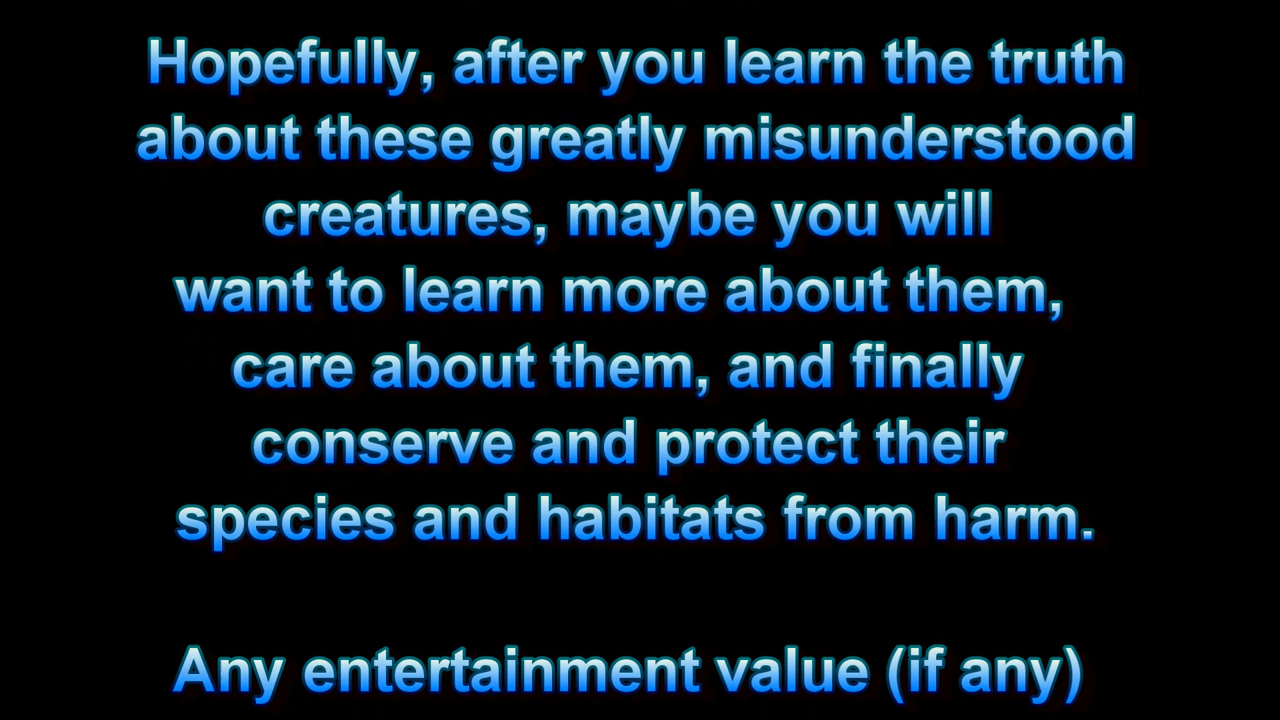 Hopefully, after you learn the truth
about these greatly misunderstood
creatures, maybe you will
want to learn more about them,
care about them, and finally
conserve and protect their
species and habitats from harm.
Any entertainment value (if any)